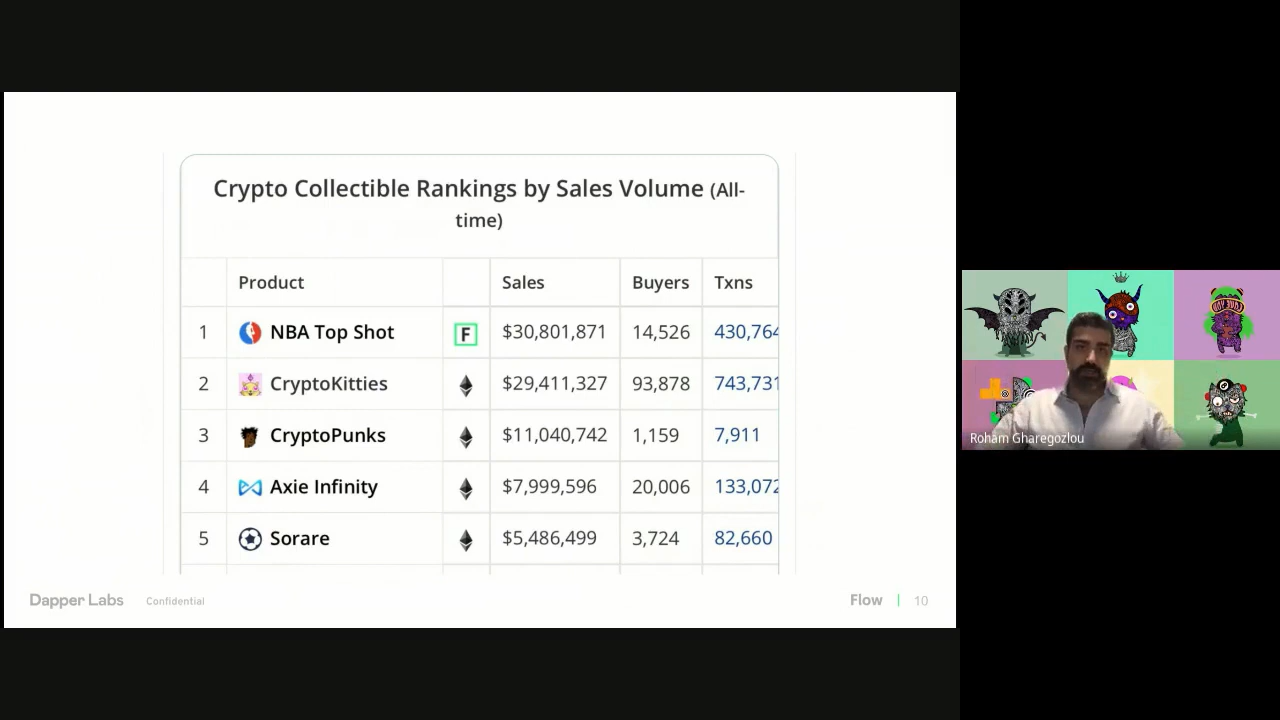 Crypto Collectible Rankings by Sales Volume (All-
time)
Product Sales Buyers Txns
1 NBA Top Shot F $30,801,871 14,526 430,764
2 CryptoKitties $29,411,327 93,878 743,731
3 CryptoPunks $11,040,742 1,159 7,911
4 Axie Infinity $7,999,596 20,006 133,072
5 Sorare $5,486,499 3,724 82,660
Dapper Labs Confidential Flow | 10
Roham Gharegozlou